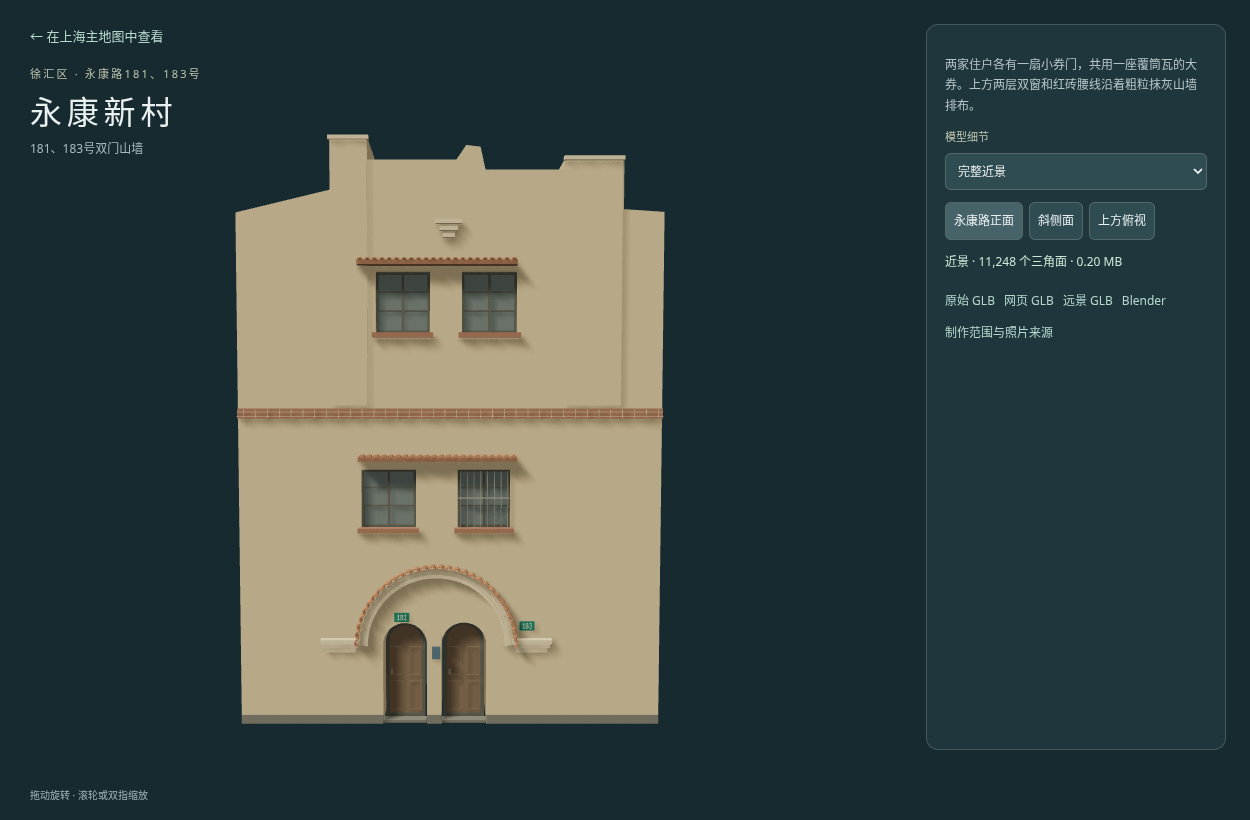 ← 在上海主地图中查看
徐汇区 · 永康路181、183号
永康新村
181、183号双门山墙
两家住户各有一扇小券门，共用一座覆筒瓦的大
券。上方两层双窗和红砖腰线沿着粗粒抹灰山墙
排布。
模型细节
完整近景
永康路正面 斜侧面 上方俯视
近景 · 11,248 个三角面 · 0.20 MB
原始 GLB 网页 GLB 远景 GLB Blender
制作范围与照片来源
181
183
拖动旋转 · 滚轮或双指缩放